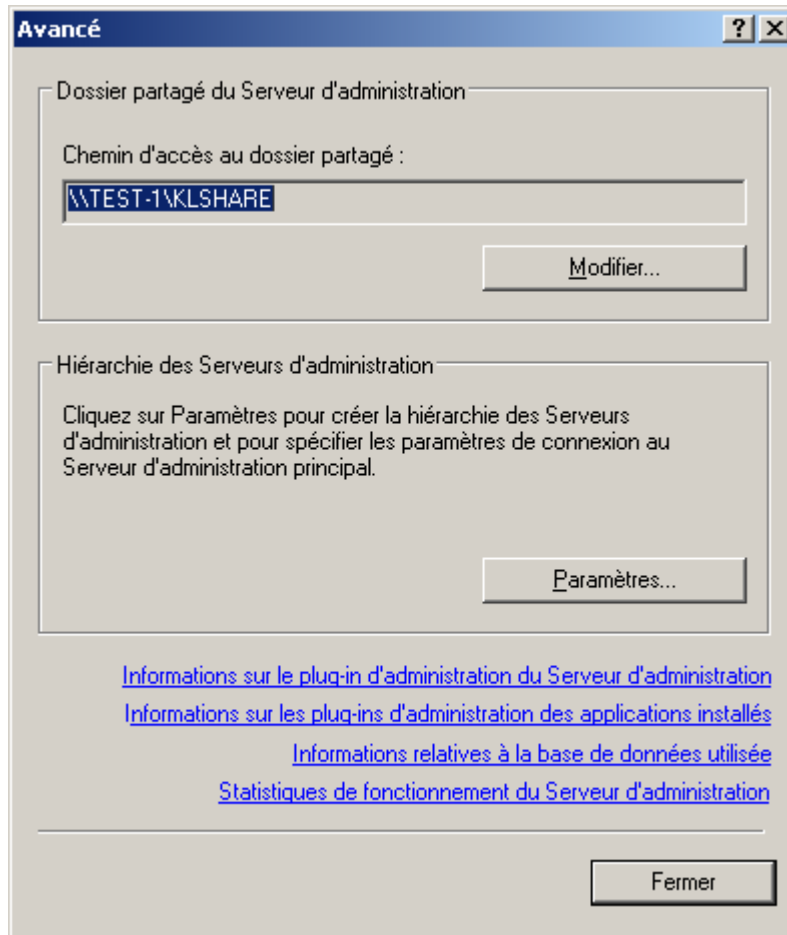 Avancé
Dossier partagé du Serveur d'administration
Chemin d'accès au dossier partagé :
\\TEST-1\KLSHARE
Modifier...
Hiérarchie des Serveurs d'administration
Cliquez sur Paramètres pour créer la hiérarchie des Serveurs
d'administration et pour spécifier les paramètres de connexion au
Serveur d'administration principal.
Paramètres...
Informations sur le plug-in d'administration du Serveur d'administration
Informations sur les plug-ins d'administration des applications installés
Informations relatives à la base de données utilisée
Statistiques de fonctionnement du Serveur d'administration
Fermer